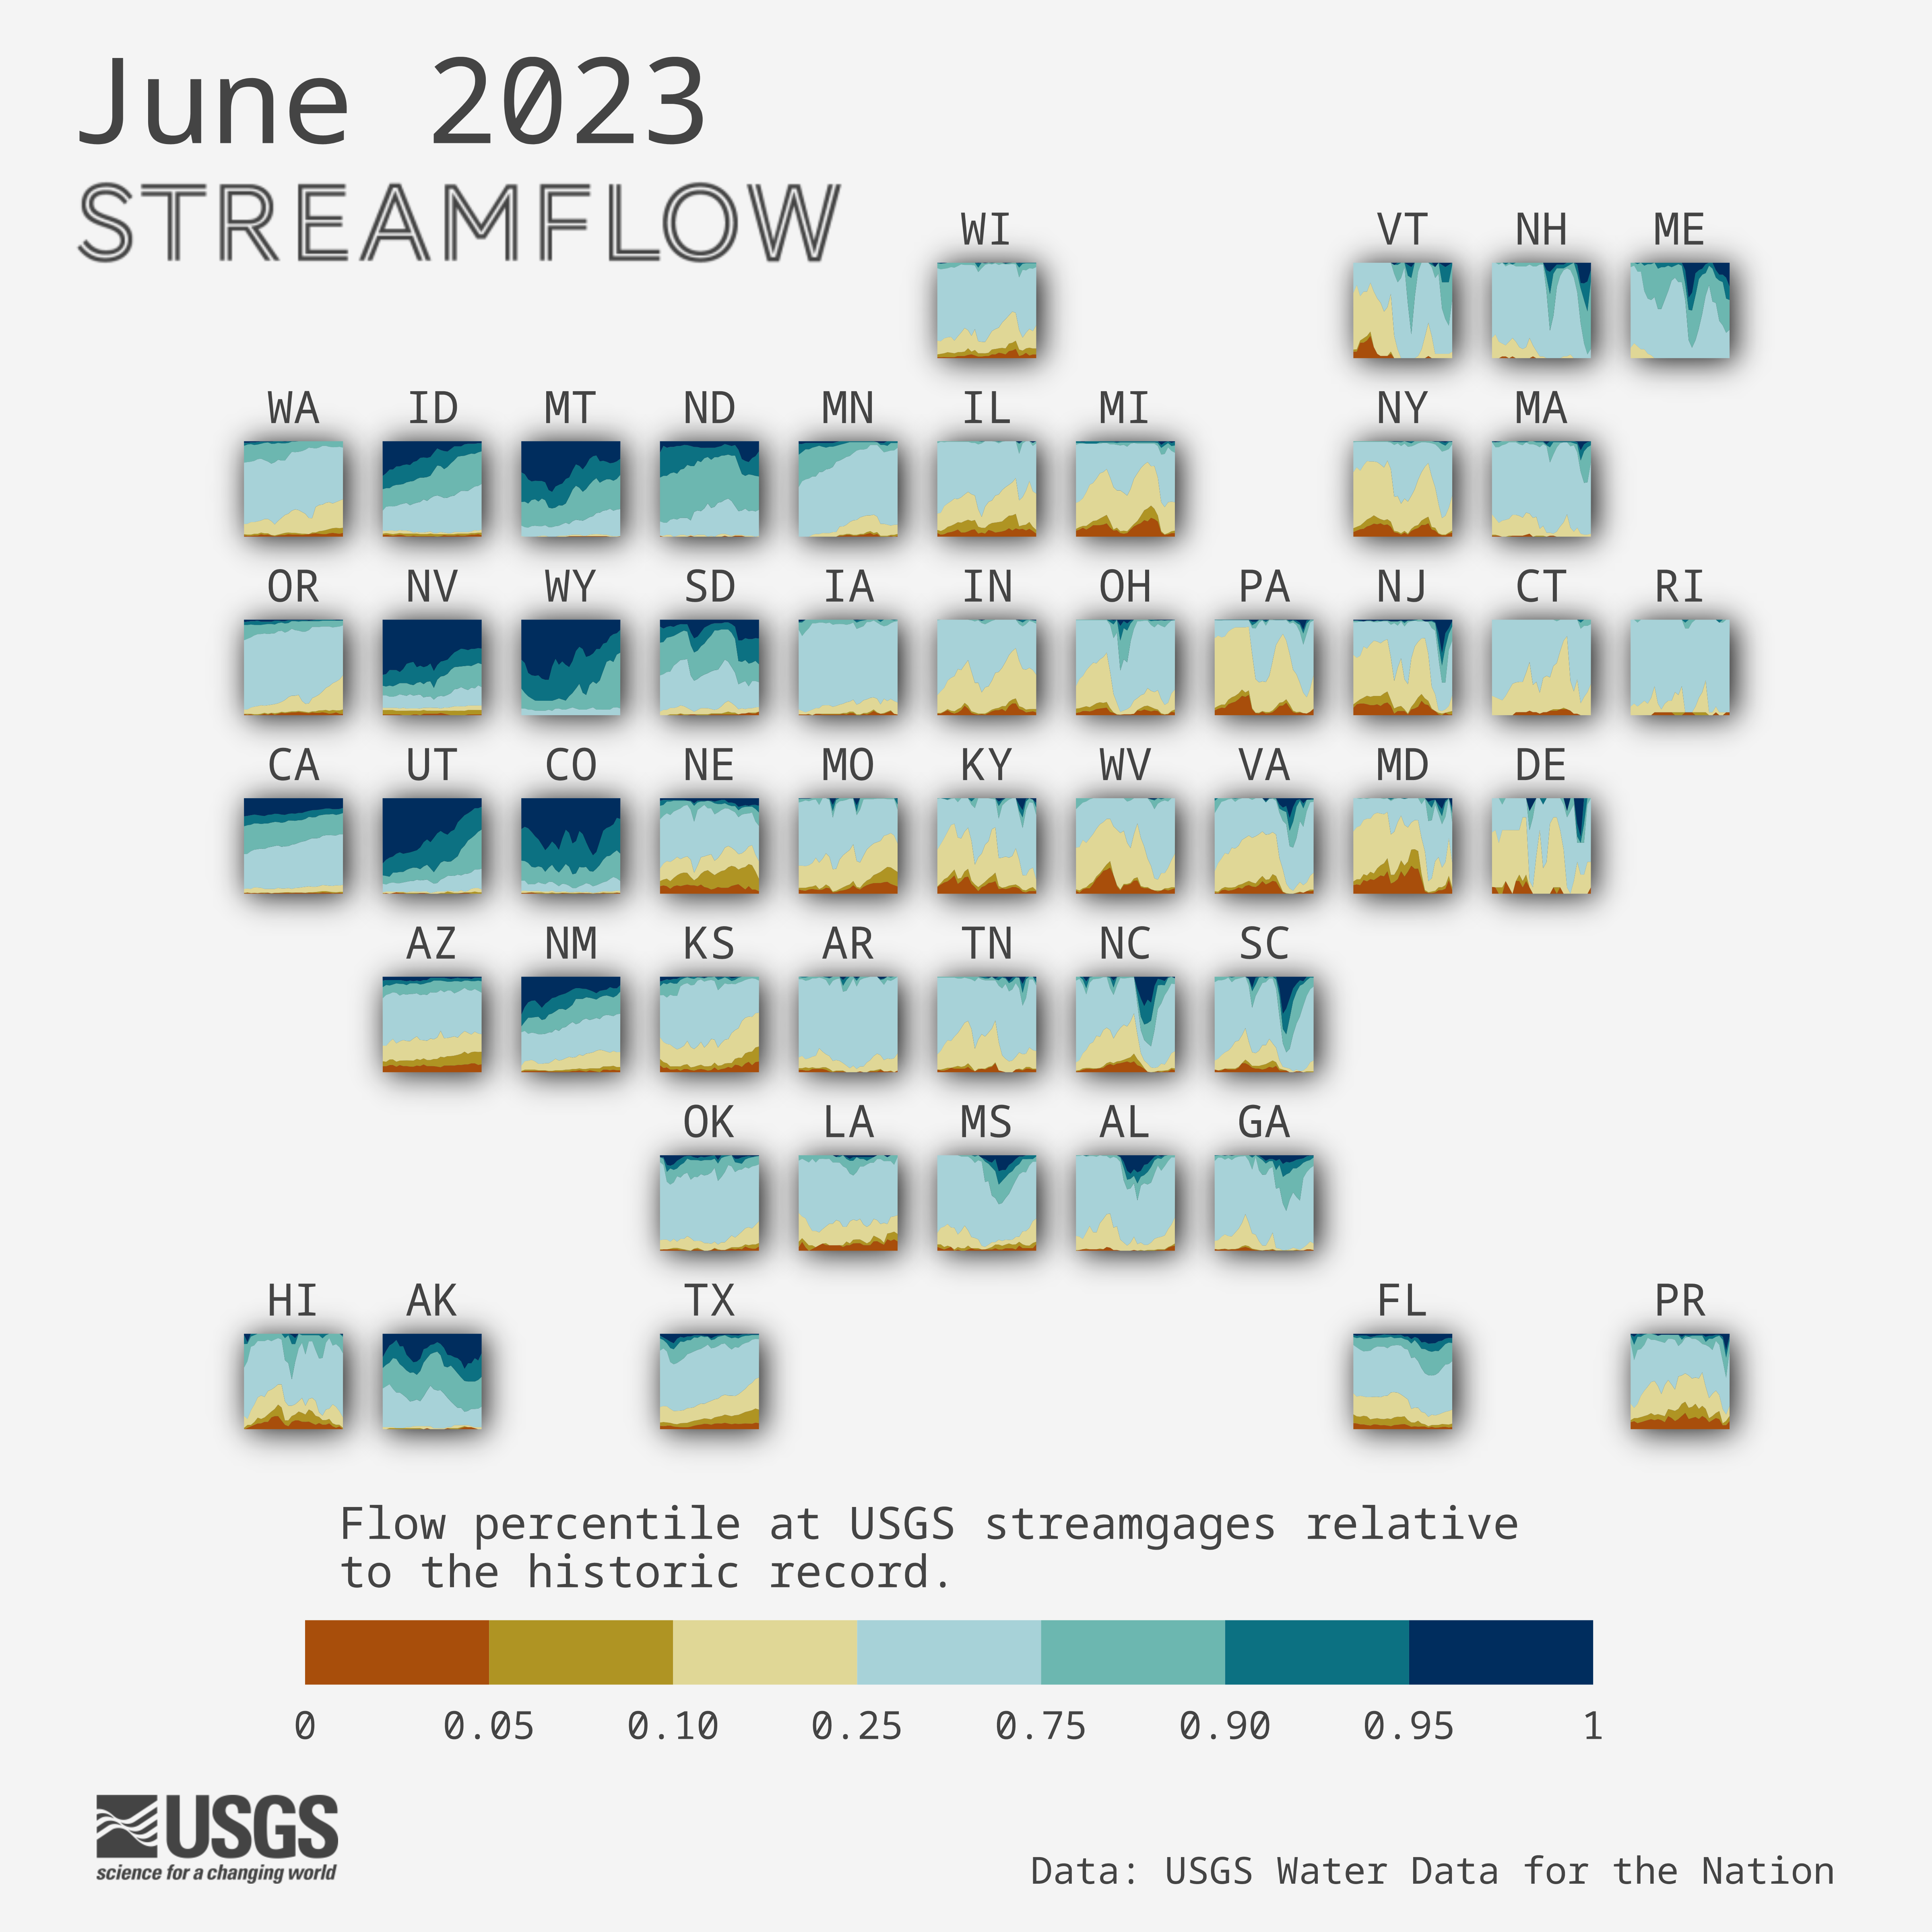 June 2023
STREAMFLOW
WI VT NH ME
WA ID MT ND MN IL MI NY MA
OR NV WY SD IA IN OH PA NJ CT RI
CA UT CO NE MO KY WV VA MD DE
AZ NM KS AR TN NC SC
OK LA MS AL GA
HI AK TX FL PR
Flow percentile at USGS streamgages relative
to the historic record.
0 0.05 0.10 0.25 0.75 0.90 0.95 1
USGS
science for a changing world
Data: USGS Water Data for the Nation